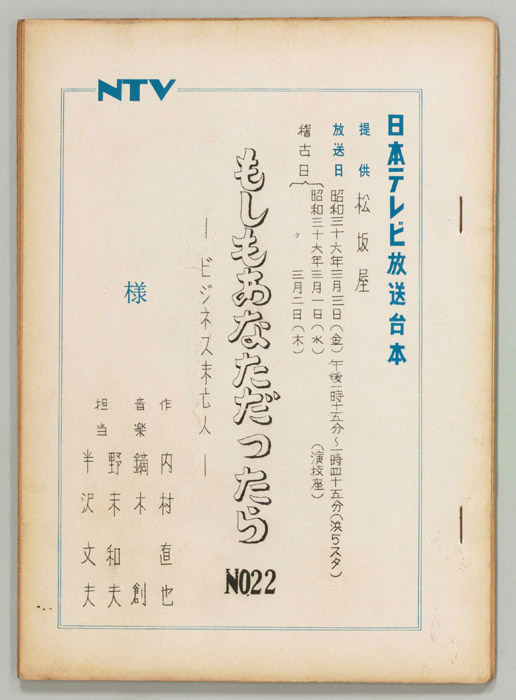 NTV
日本テレビ放送台本
提供 松坂屋
放送日 昭和三十六年三月三日(金)午後一時十五分〜一時四十五分(浜5スタ)
稽古日 昭和三十六年三月一日(水)
〃 三月二日(木) (演技座)
もしもあなただったら NO.22
— ビジネス未亡人 —
様
作 内村直也
音楽 鏑木 創
担当 野末和夫
半沢文夫